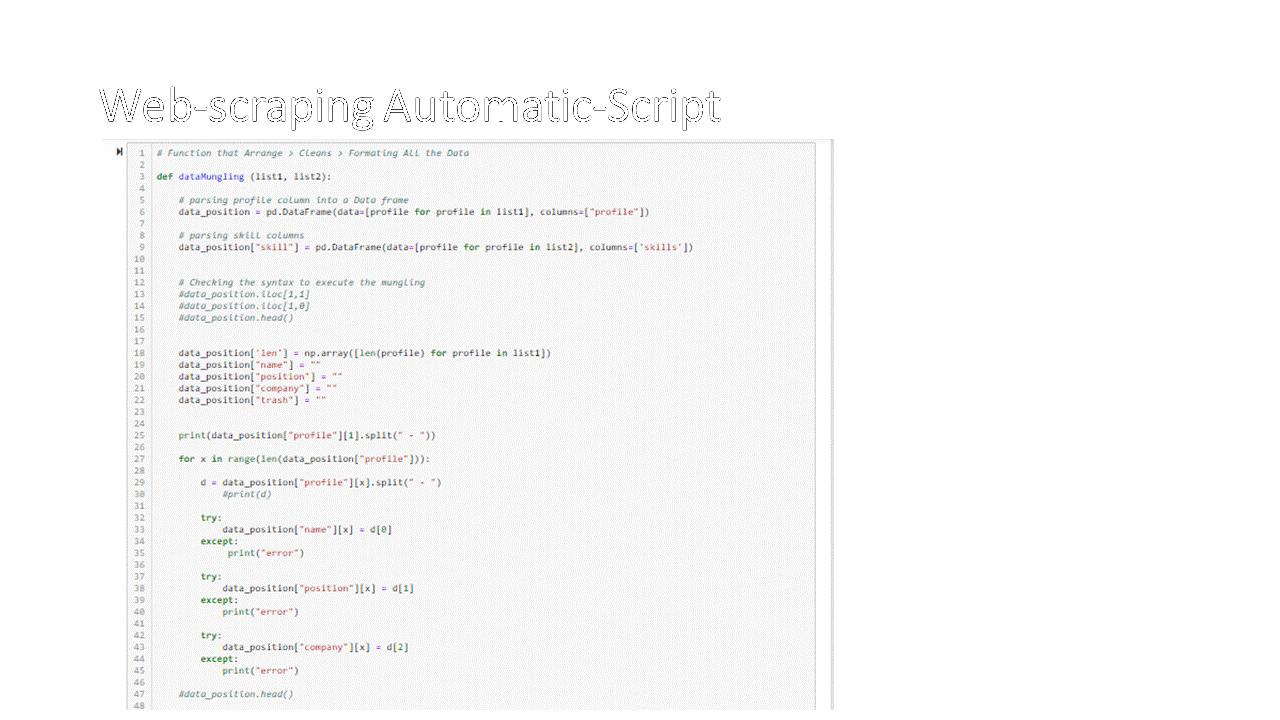 Web-scraping Automatic-Script
1 # Function that Arrange > Cleans > Formating All the Data
2
3 def dataMungling (list1, list2):
4
5 # parsing profile column into a Data frame
6 data_position = pd.DataFrame(data=[profile for profile in list1], columns=["profile"])
7
8 # parsing skill columns
9 data_position["skill"] = pd.DataFrame(data=[profile for profile in list2], columns=['skills'])
10
11
12 # Checking the syntax to execute the mungling
13 #data_position.iloc[1,1]
14 #data_position.iloc[1,0]
15 #data_position.head()
16
17
18 data_position['len'] = np.array([len(profile) for profile in list1])
19 data_position["name"] = ""
20 data_position["position"] = ""
21 data_position["company"] = ""
22 data_position["trash"] = ""
23
24
25 print(data_position["profile"][1].split(" - "))
26
27 for x in range(len(data_position["profile"])):
28
29 d = data_position["profile"][x].split(" - ")
30 #print(d)
31
32 try:
33 data_position["name"][x] = d[0]
34 except:
35 print("error")
36
37 try:
38 data_position["position"][x] = d[1]
39 except:
40 print("error")
41
42 try:
43 data_position["company"][x] = d[2]
44 except:
45 print("error")
46
47 #data_position.head()
48